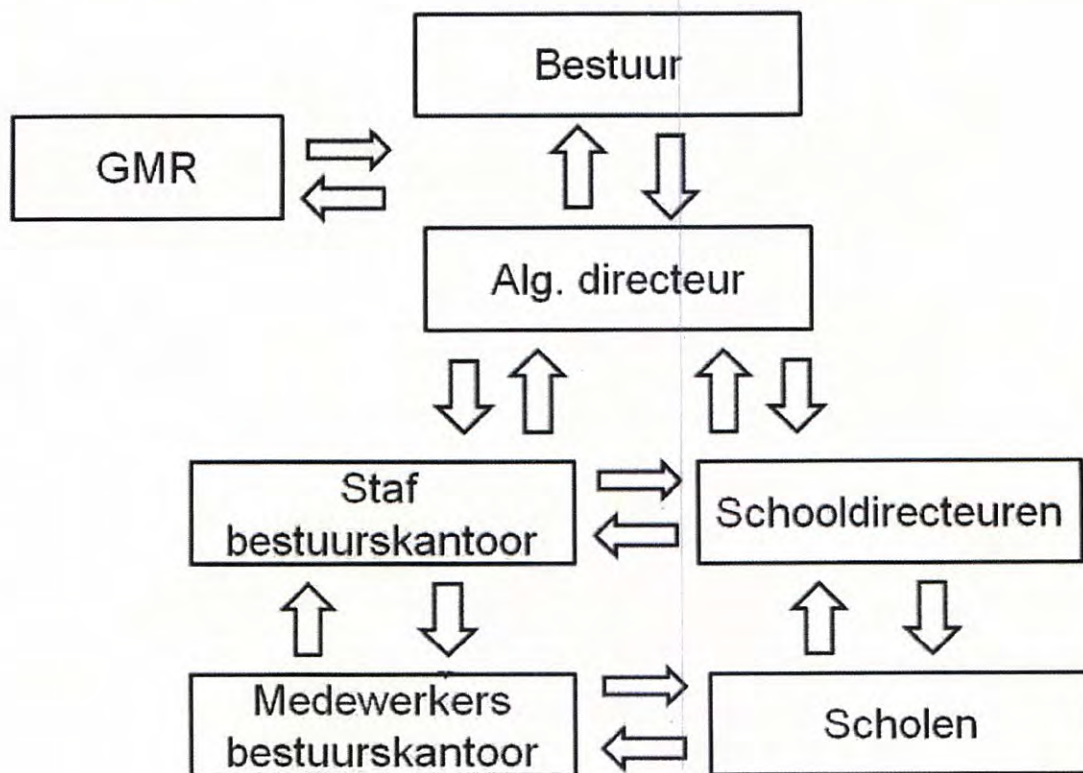 Bestuur
GMR
Alg. directeur
Staf
bestuurskantoor
Schooldirecteuren
Medewerkers
bestuurskantoor
Scholen